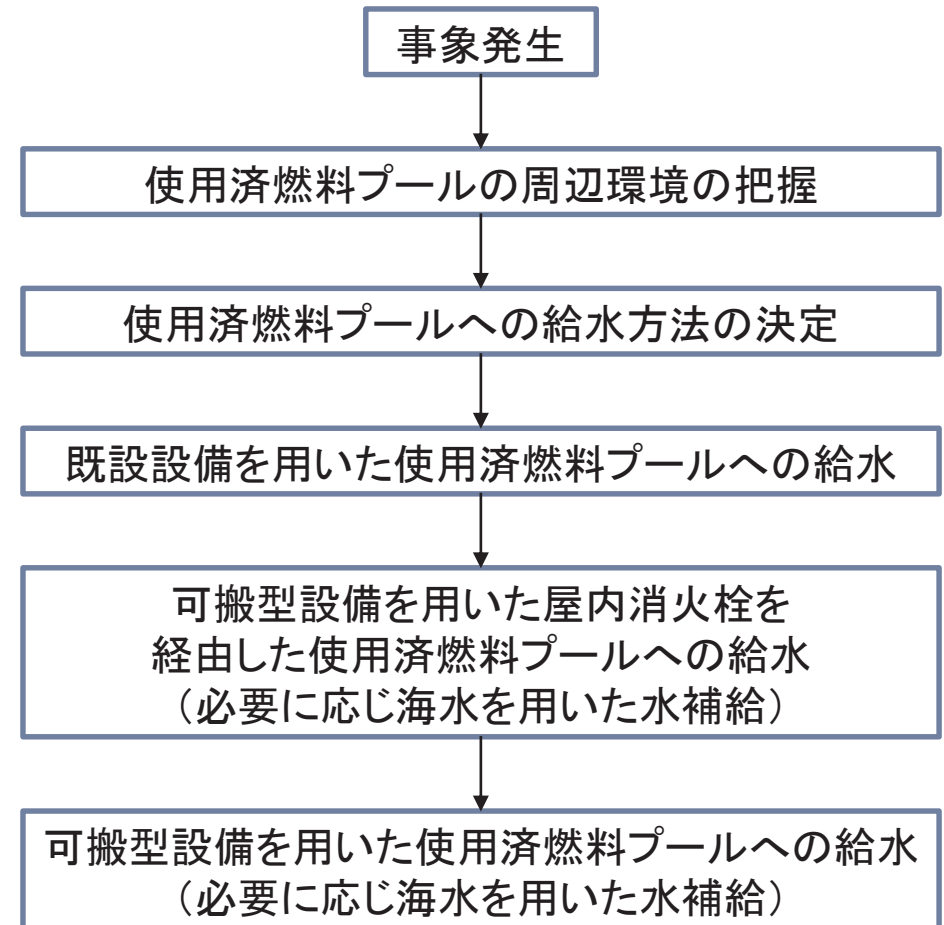 事象発生
使用済燃料プールの周辺環境の把握
使用済燃料プールへの給水方法の決定
既設設備を用いた使用済燃料プールへの給水
可搬型設備を用いた屋内消火栓を
経由した使用済燃料プールへの給水
（必要に応じ海水を用いた水補給）
可搬型設備を用いた使用済燃料プールへの給水
（必要に応じ海水を用いた水補給）